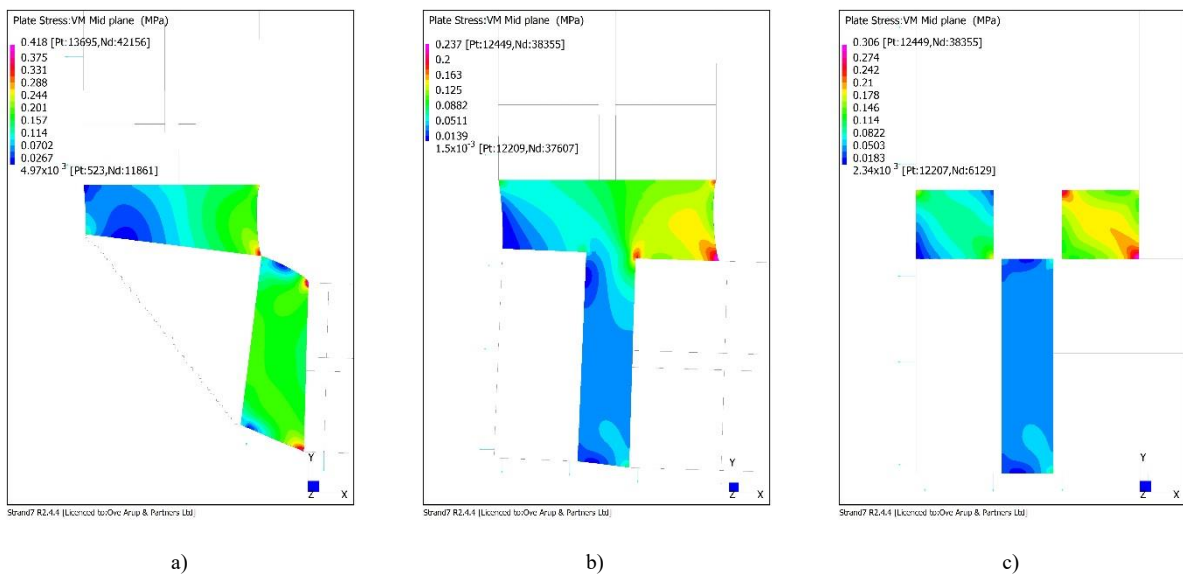 Plate Stress:VM Mid plane (MPa)
0.418 [Pt:13695,Nd:42156]
0.375
0.331
0.288
0.244
0.201
0.157
0.114
0.0702
0.0267
4.97x10⁻³ [Pt:523,Nd:11861]
Y
Z X
Strand7 R2.4.4 [Licenced to:Ove Arup & Partners Ltd]
a)
Plate Stress:VM Mid plane (MPa)
0.237 [Pt:12449,Nd:38355]
0.2
0.163
0.125
0.0882
0.0511
0.0139
1.5x10⁻³ [Pt:12209,Nd:37607]
Y
Z X
Strand7 R2.4.4 [Licenced to:Ove Arup & Partners Ltd]
b)
Plate Stress:VM Mid plane (MPa)
0.306 [Pt:12449,Nd:38355]
0.274
0.242
0.21
0.178
0.146
0.114
0.0822
0.0503
0.0183
2.34x10⁻³ [Pt:12207,Nd:6129]
Y
Z X
Strand7 R2.4.4 [Licenced to:Ove Arup & Partners Ltd]
c)